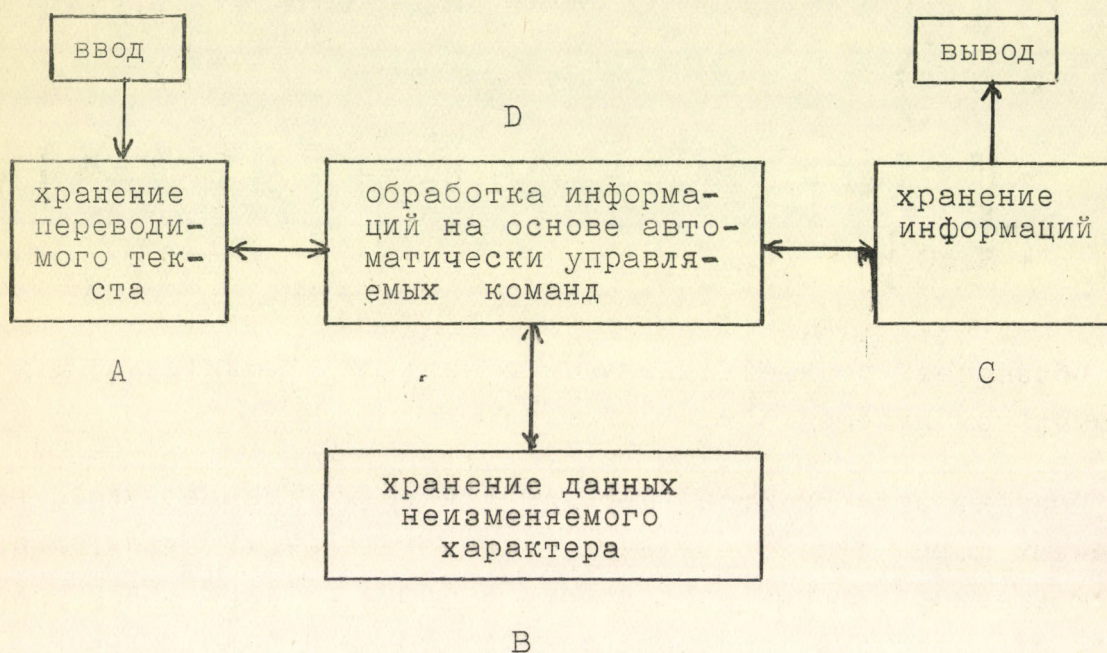 ввод
вывод
D
хранение
переводи-
мого тек-
ста
обработка информа-
ций на основе авто-
матически управля-
емых команд
хранение
информаций
A
C
хранение данных
неизменяемого
характера
B